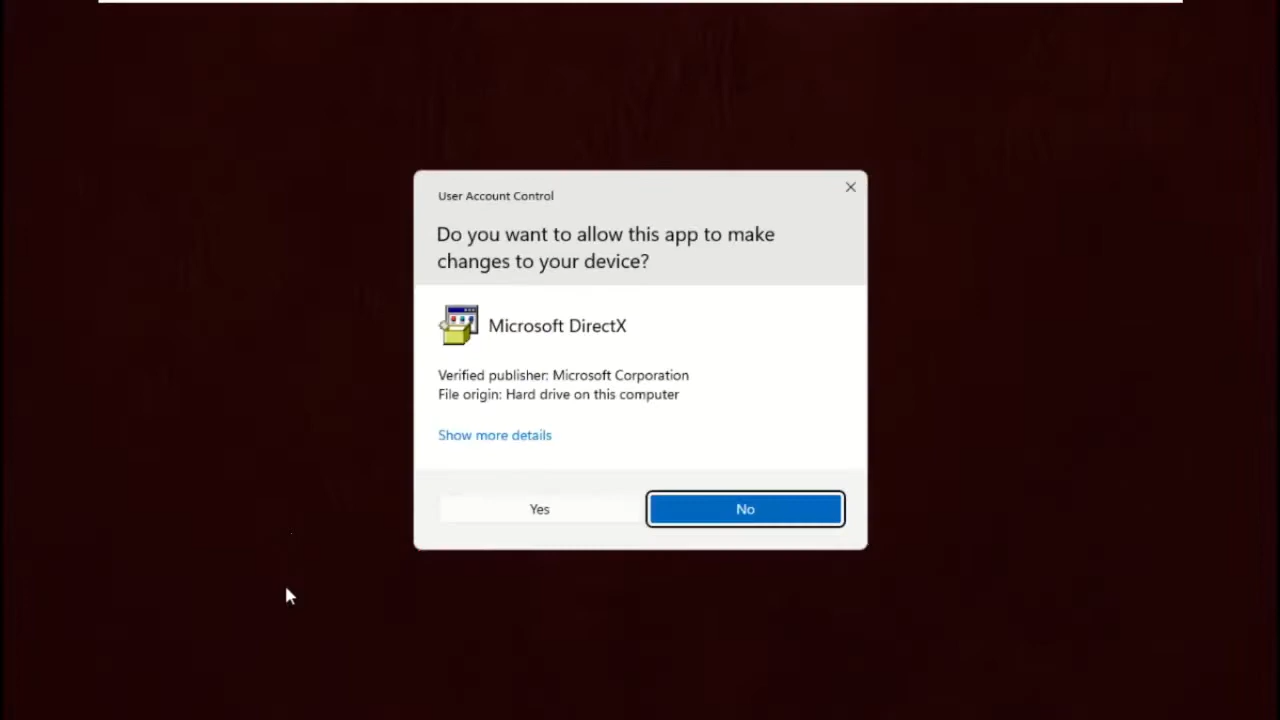 User Account Control
Do you want to allow this app to make
changes to your device?
Microsoft DirectX
Verified publisher: Microsoft Corporation
File origin: Hard drive on this computer
Show more details
Yes
No